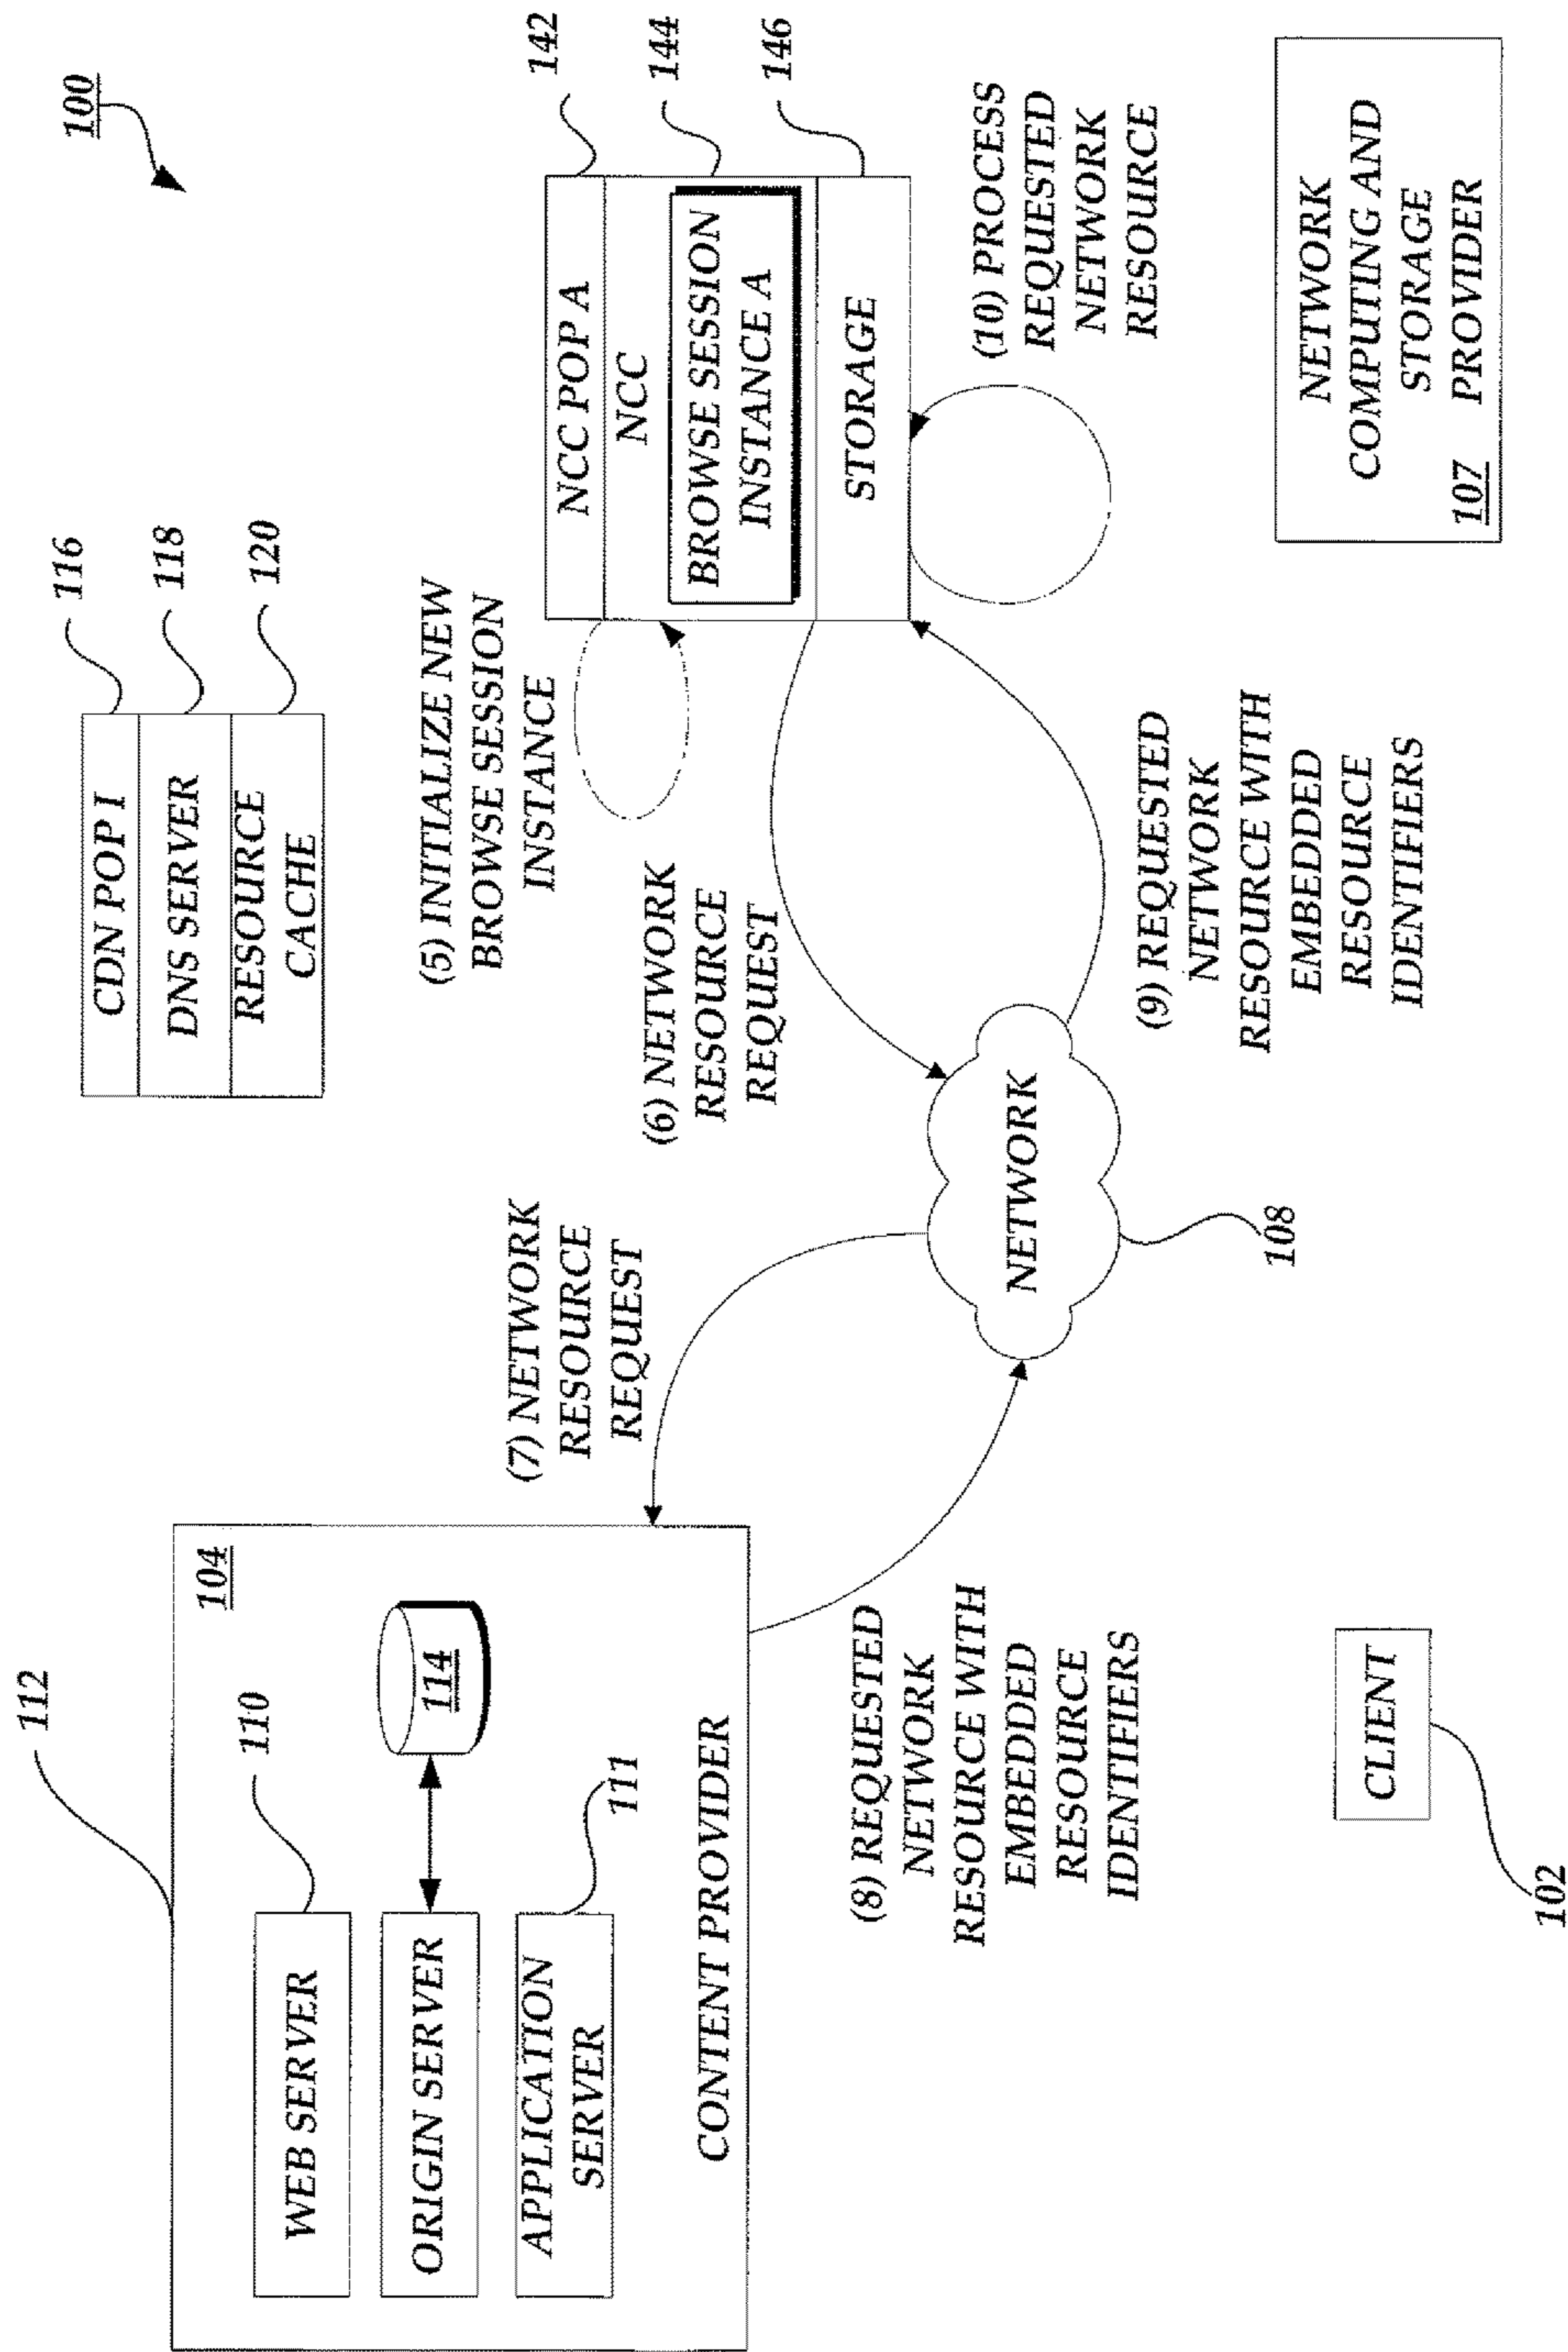 100
112
104
110
WEB SERVER
ORIGIN SERVER
114
APPLICATION
SERVER
111
CONTENT PROVIDER
116
118
120
CDN POP I
DNS SERVER
RESOURCE
CACHE
(5) INITIALIZE NEW
BROWSE SESSION
INSTANCE
142
144
146
NCC POP A
NCC
BROWSE SESSION
INSTANCE A
STORAGE
(6) NETWORK
RESOURCE
REQUEST
(7) NETWORK
RESOURCE
REQUEST
(8) REQUESTED
NETWORK
RESOURCE WITH
EMBEDDED
RESOURCE
IDENTIFIERS
NETWORK
108
(9) REQUESTED
NETWORK
RESOURCE WITH
EMBEDDED
RESOURCE
IDENTIFIERS
(10) PROCESS
REQUESTED
NETWORK
RESOURCE
CLIENT
102
NETWORK
COMPUTING AND
STORAGE
PROVIDER
107